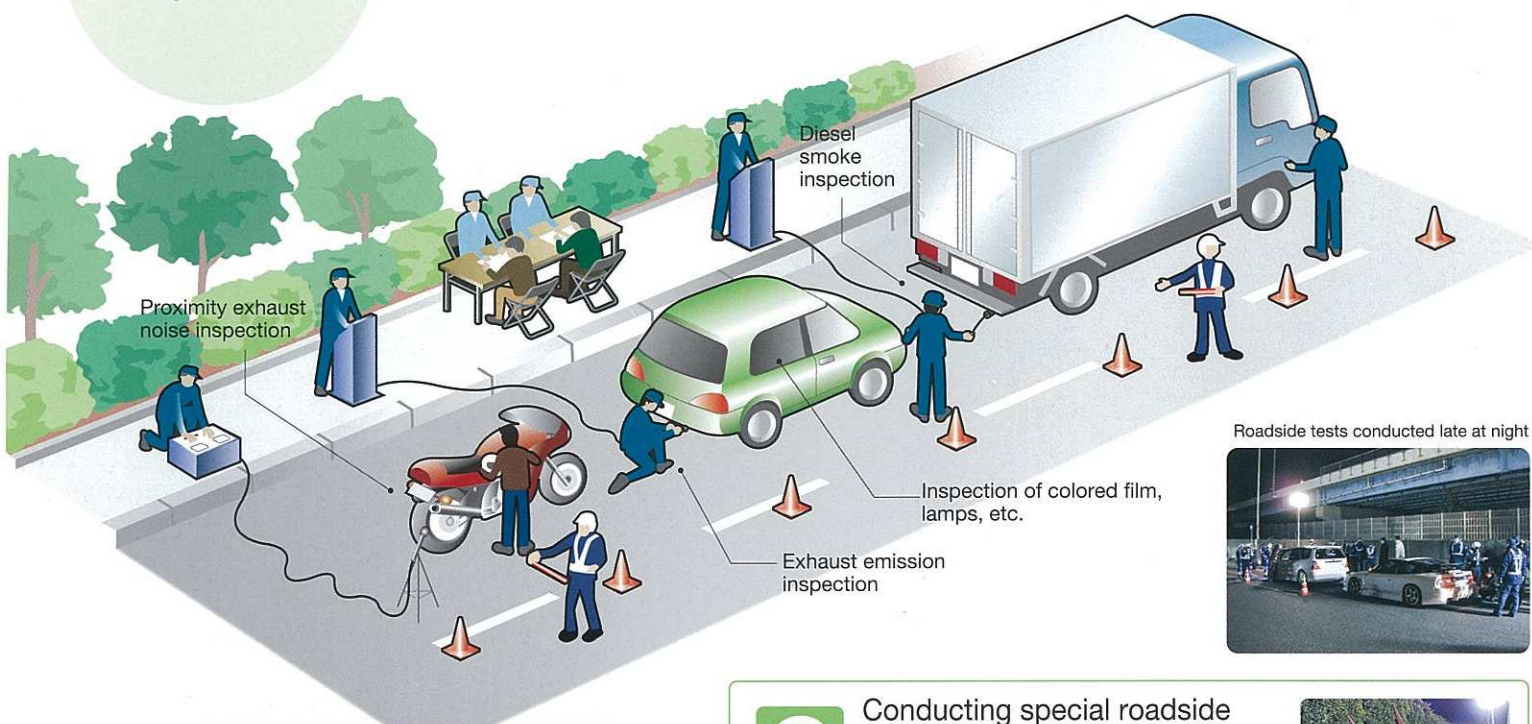 Diesel
smoke
inspection
Proximity exhaust
noise inspection
Roadside tests conducted late at night
Inspection of colored film,
lamps, etc.
Exhaust emission
inspection
Conducting special roadside